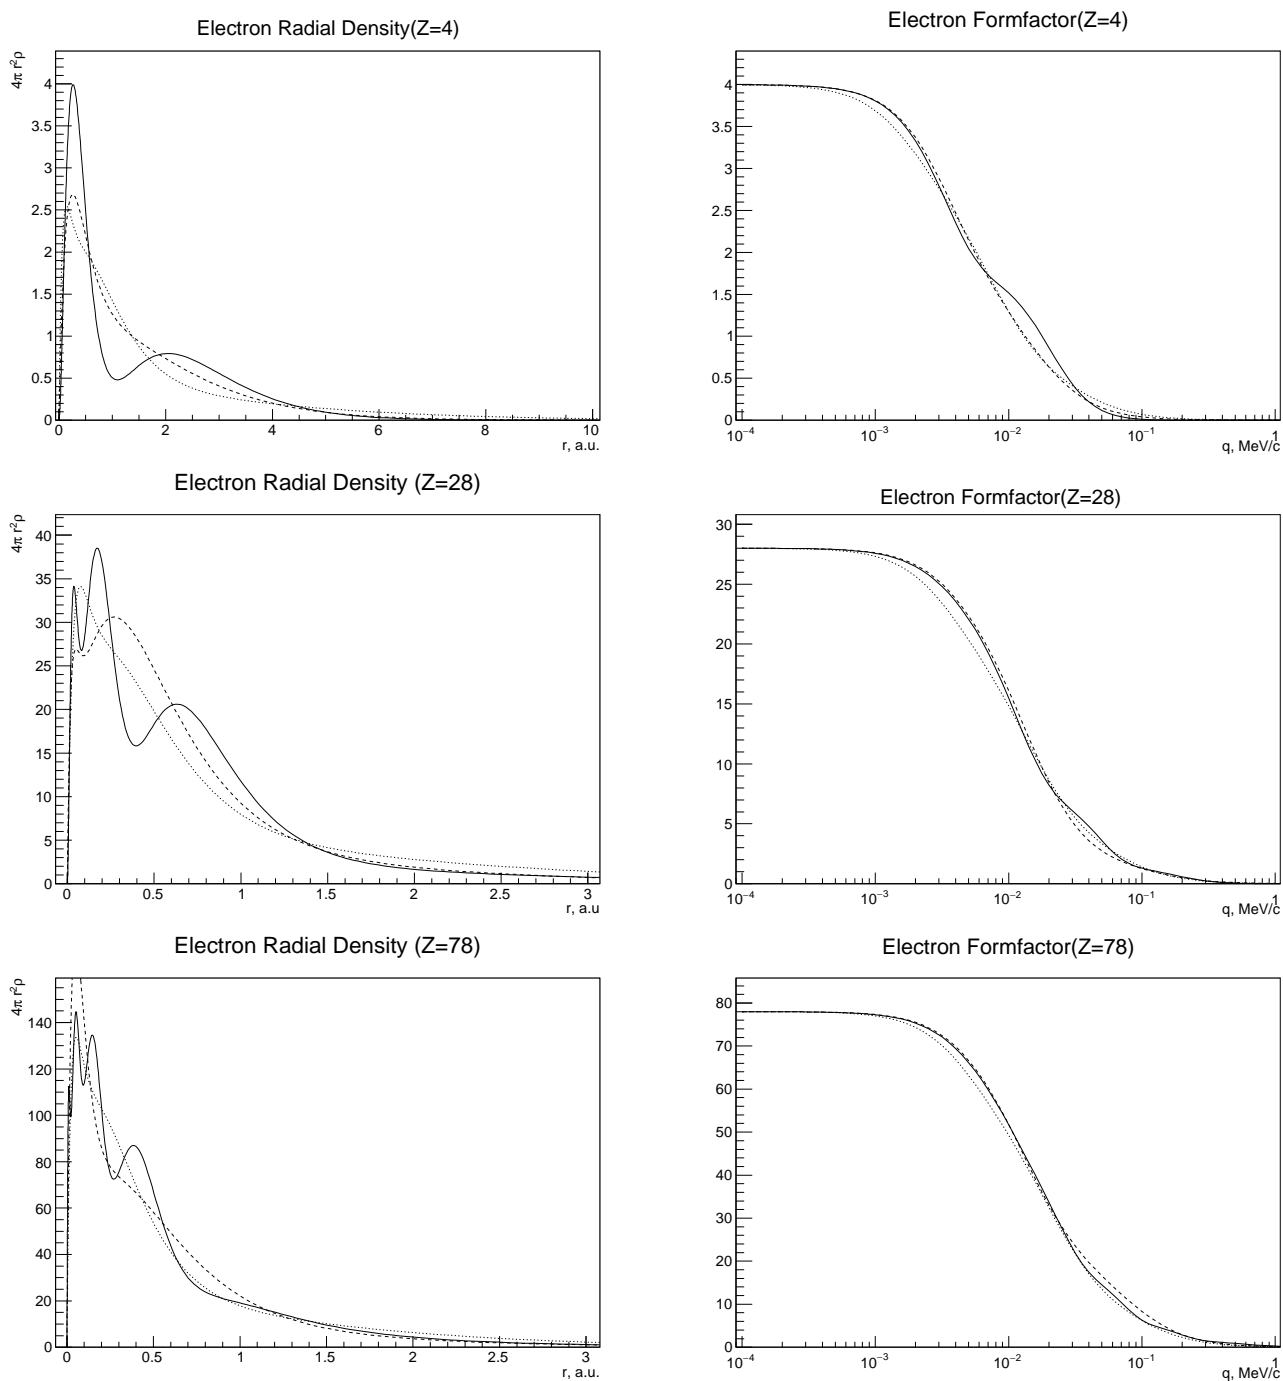 Electron Radial Density(Z=4)
4π r²ρ
4
3.5
3
2.5
2
1.5
1
0.5
0
0 2 4 6 8 10
r, a.u.
Electron Formfactor(Z=4)
4
3.5
3
2.5
2
1.5
1
0.5
0
10⁻⁴ 10⁻³ 10⁻² 10⁻¹ 1
q, MeV/c
Electron Radial Density (Z=28)
4π r²ρ
40
35
30
25
20
15
10
5
0
0 0.5 1 1.5 2 2.5 3
r, a.u
Electron Formfactor(Z=28)
30
25
20
15
10
5
0
10⁻⁴ 10⁻³ 10⁻² 10⁻¹ 1
q, MeV/c
Electron Radial Density (Z=78)
4π r²ρ
140
120
100
80
60
40
20
0
0 0.5 1 1.5 2 2.5 3
r, a.u.
Electron Formfactor(Z=78)
80
70
60
50
40
30
20
10
0
10⁻⁴ 10⁻³ 10⁻² 10⁻¹ 1
q, MeV/c